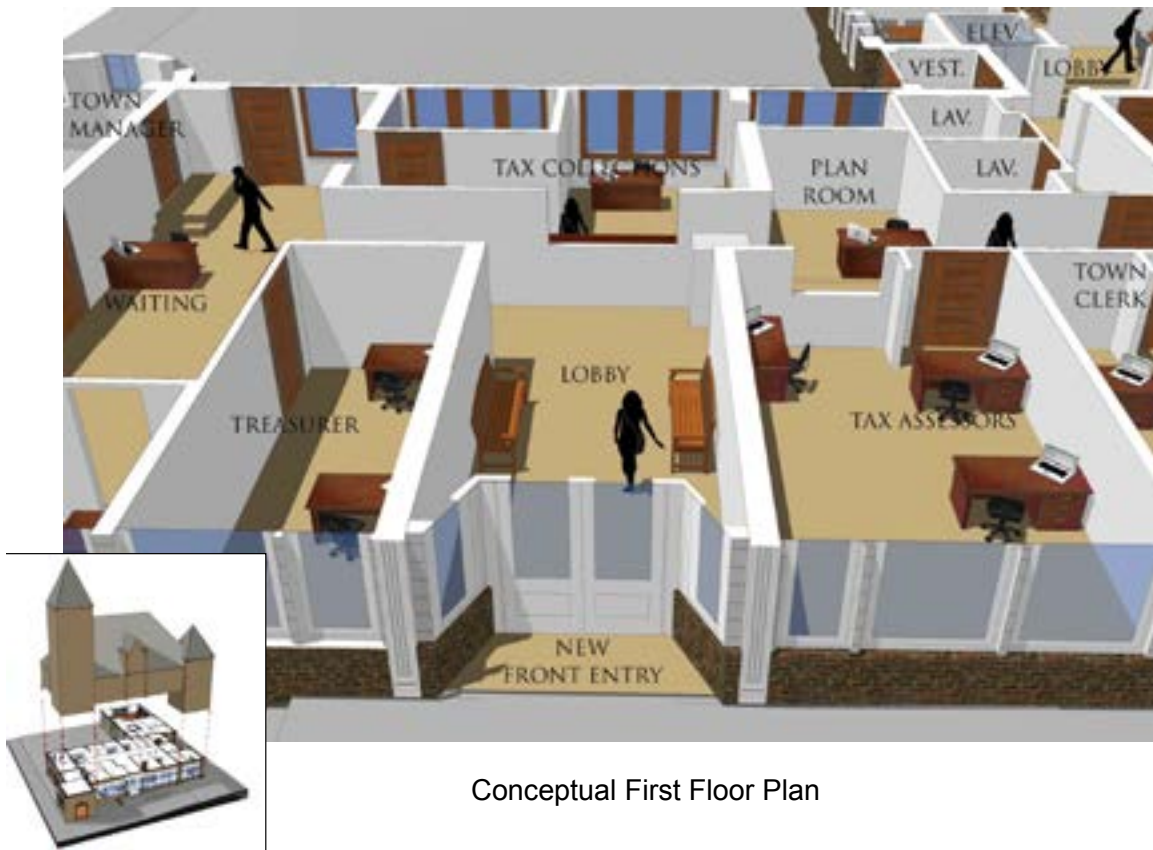 ELEV
VEST.
LOBBY
TOWN
MANAGER
LAV.
TAX COLLECTIONS
PLAN
ROOM
LAV.
WAITING
TOWN
CLERK
LOBBY
TREASURER
TAX ASSESSORS
NEW
FRONT ENTRY
Conceptual First Floor Plan